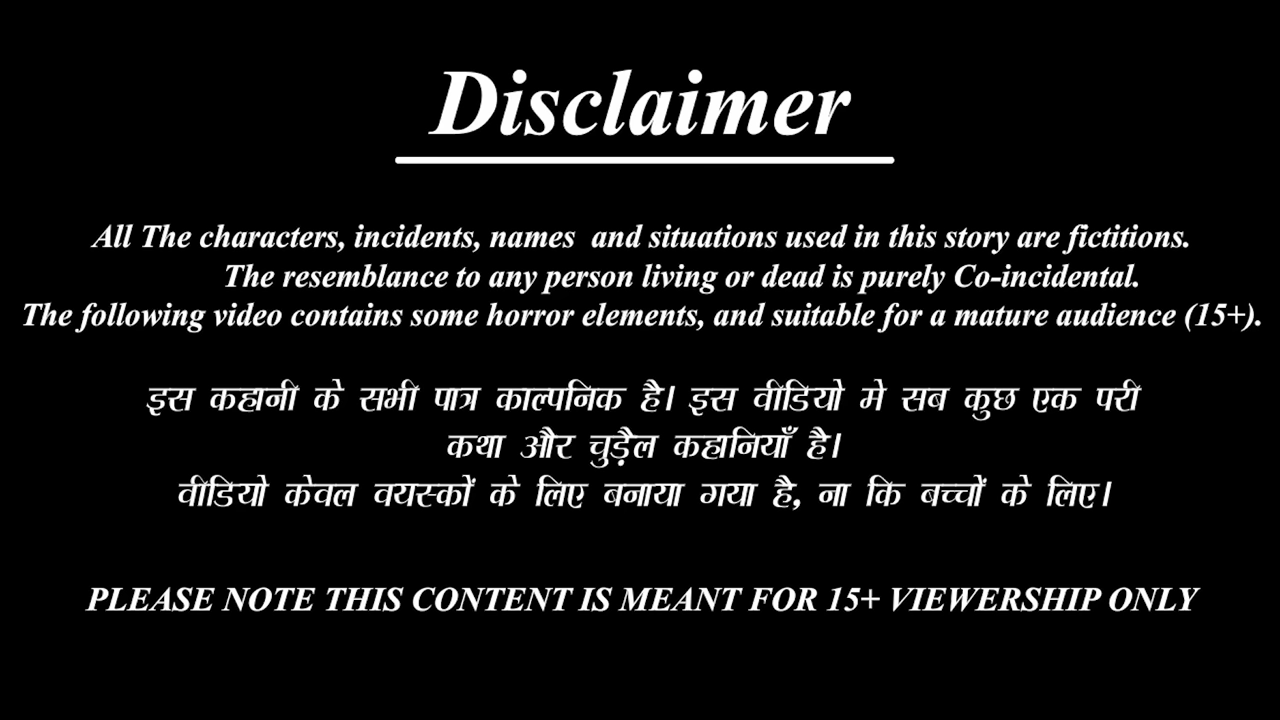 Disclaimer
All The characters, incidents, names and situations used in this story are fictitions.
The resemblance to any person living or dead is purely Co-incidental.
The following video contains some horror elements, and suitable for a mature audience (15+).
इस कहानी के सभी पात्र काल्पनिक है। इस वीडियो मे सब कुछ एक परी
कथा और चुड़ैल कहानियाँ है।
वीडियो केवल वयस्कों के लिए बनाया गया है, ना कि बच्चों के लिए।
PLEASE NOTE THIS CONTENT IS MEANT FOR 15+ VIEWERSHIP ONLY